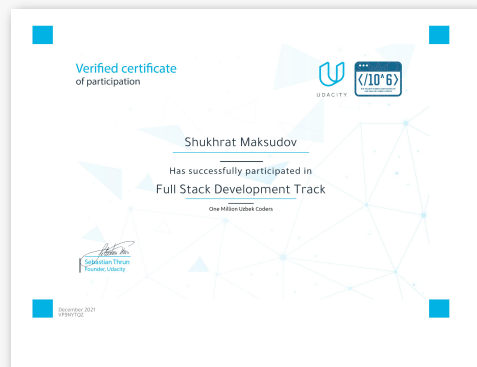 Verified certificate
of participation
UDACITY
</10^6>
Shukhrat Maksudov
Has successfully participated in
Full Stack Development Track
One Million Uzbek Coders
Sebastian Thrun
Founder, Udacity
December 2021